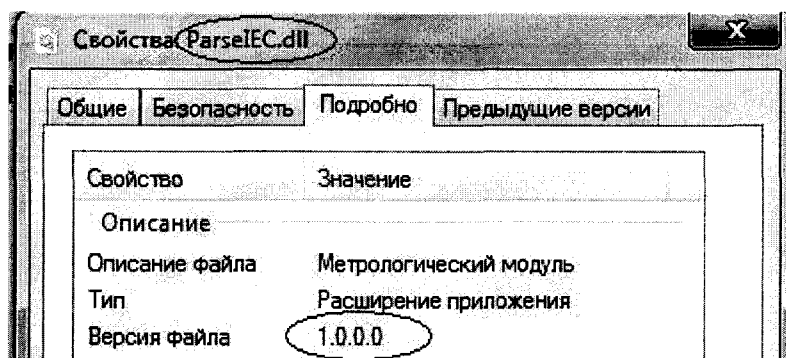 Свойства: ParseIEC.dll
Общие Безопасность Подробно Предыдущие версии
Свойство Значение
Описание
Описание файла Метрологический модуль
Тип Расширение приложения
Версия файла 1.0.0.0